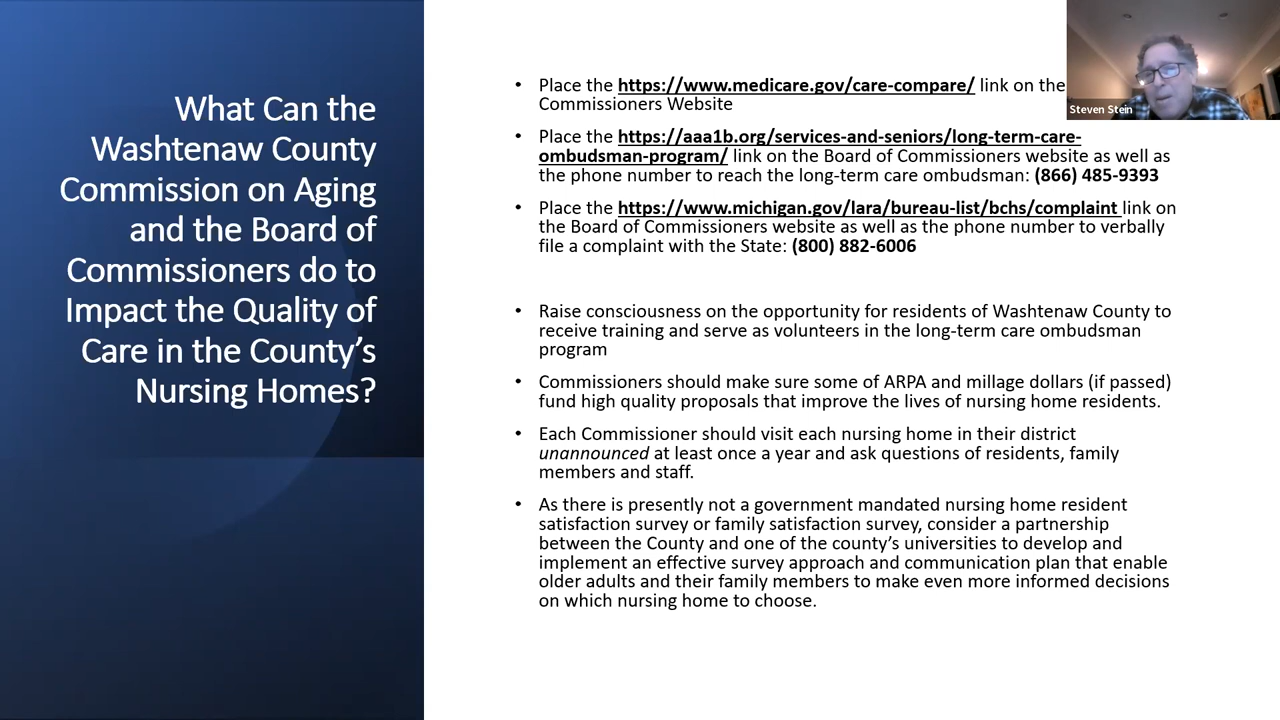 What Can the
Washtenaw County
Commission on Aging
and the Board of
Commissioners do to
Impact the Quality of
Care in the County's
Nursing Homes?
• Place the https://www.medicare.gov/care-compare/ link on the
Commissioners Website
• Place the https://aaa1b.org/services-and-seniors/long-term-care-
ombudsman-program/ link on the Board of Commissioners website as well as
the phone number to reach the long-term care ombudsman: (866) 485-9393
• Place the https://www.michigan.gov/lara/bureau-list/bchs/complaint link on
the Board of Commissioners website as well as the phone number to verbally
file a complaint with the State: (800) 882-6006
• Raise consciousness on the opportunity for residents of Washtenaw County to
receive training and serve as volunteers in the long-term care ombudsman
program
• Commissioners should make sure some of ARPA and millage dollars (if passed)
fund high quality proposals that improve the lives of nursing home residents.
• Each Commissioner should visit each nursing home in their district
unannounced at least once a year and ask questions of residents, family
members and staff.
• As there is presently not a government mandated nursing home resident
satisfaction survey or family satisfaction survey, consider a partnership
between the County and one of the county's universities to develop and
implement an effective survey approach and communication plan that enable
older adults and their family members to make even more informed decisions
on which nursing home to choose.
Steven Stein